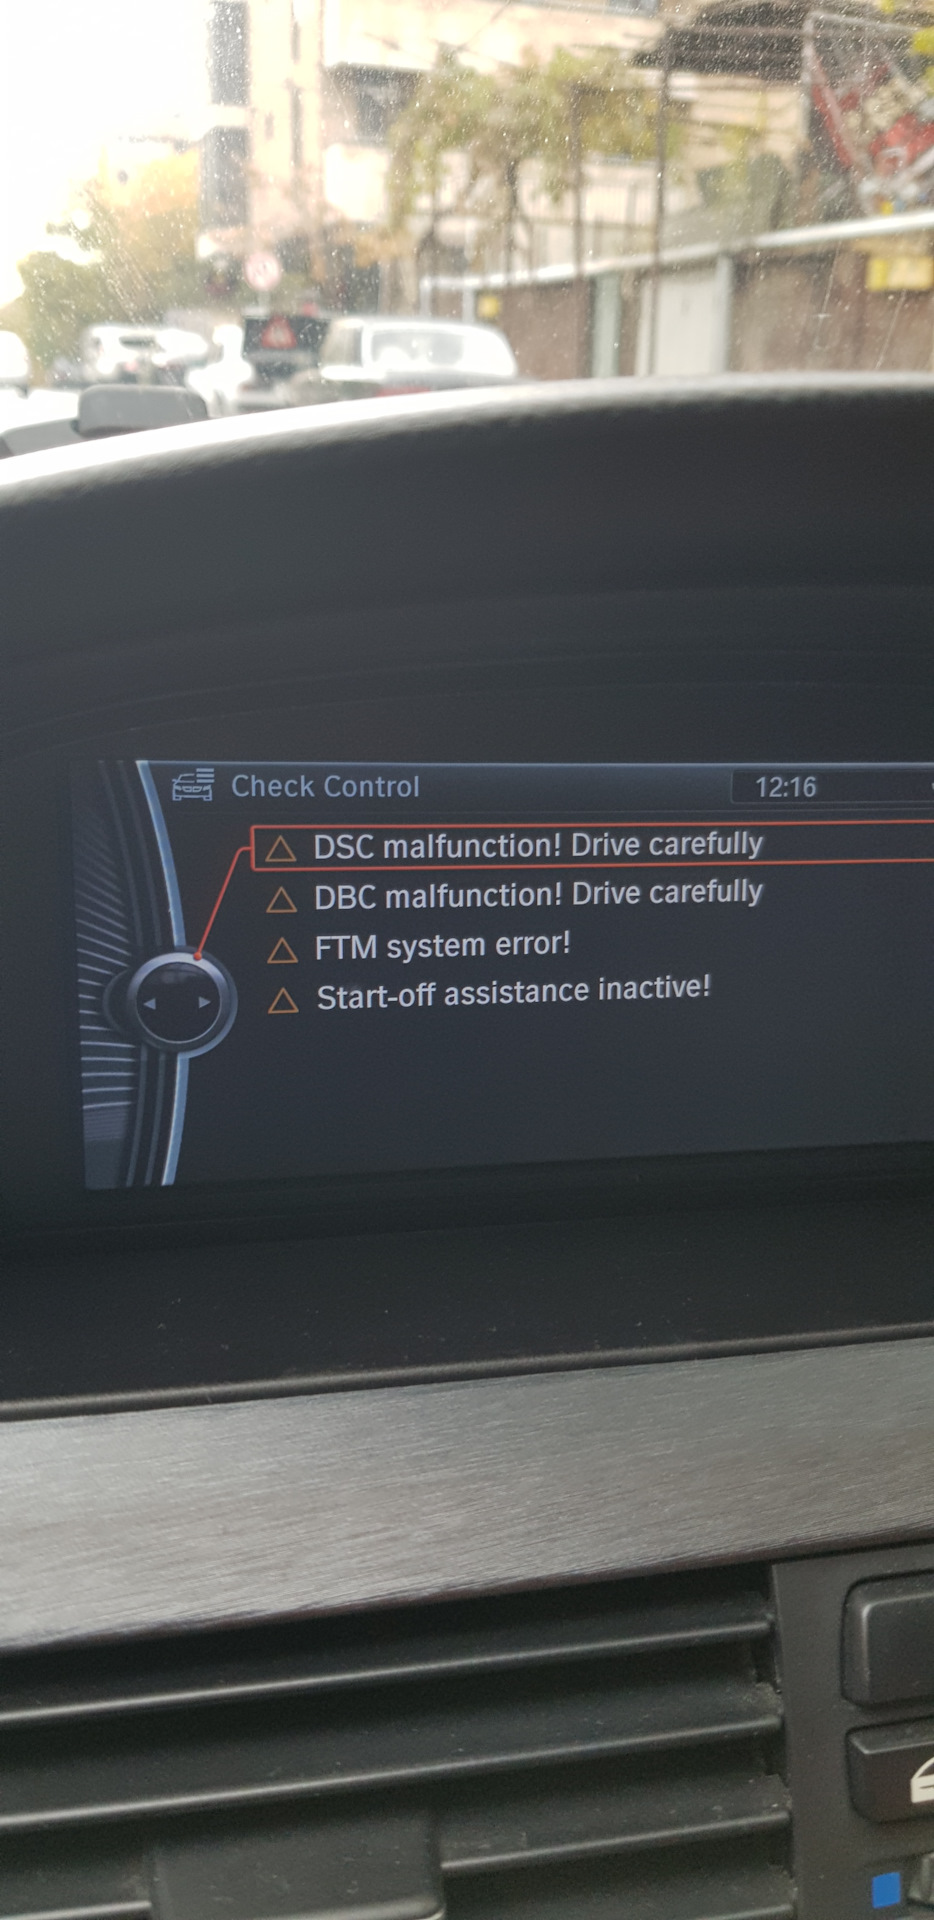 Check Control
12:16
DSC malfunction! Drive carefully
DBC malfunction! Drive carefully
FTM system error!
Start-off assistance inactive!